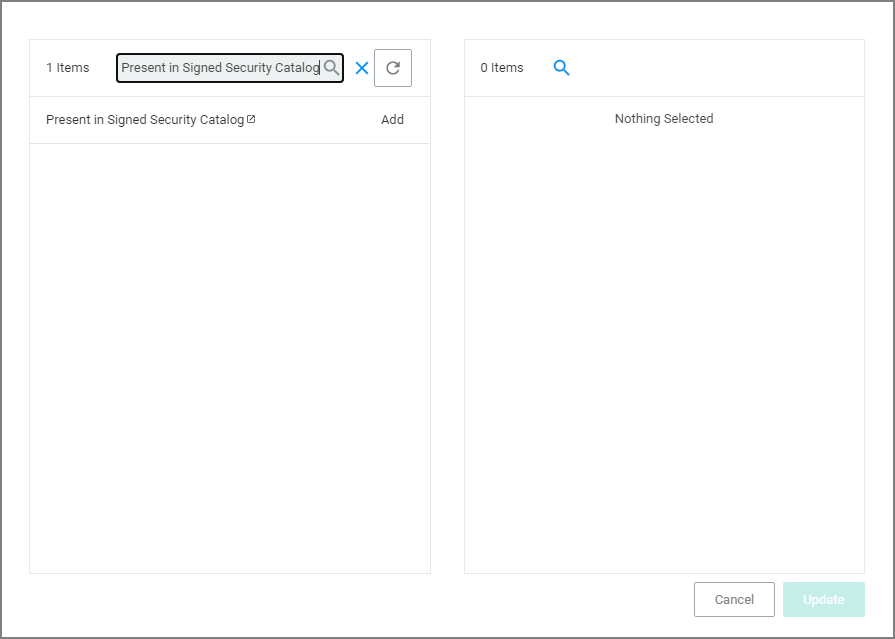 1 Items
Present in Signed Security Catalog
Present in Signed Security Catalog
Add
0 Items
Nothing Selected
Cancel
Update